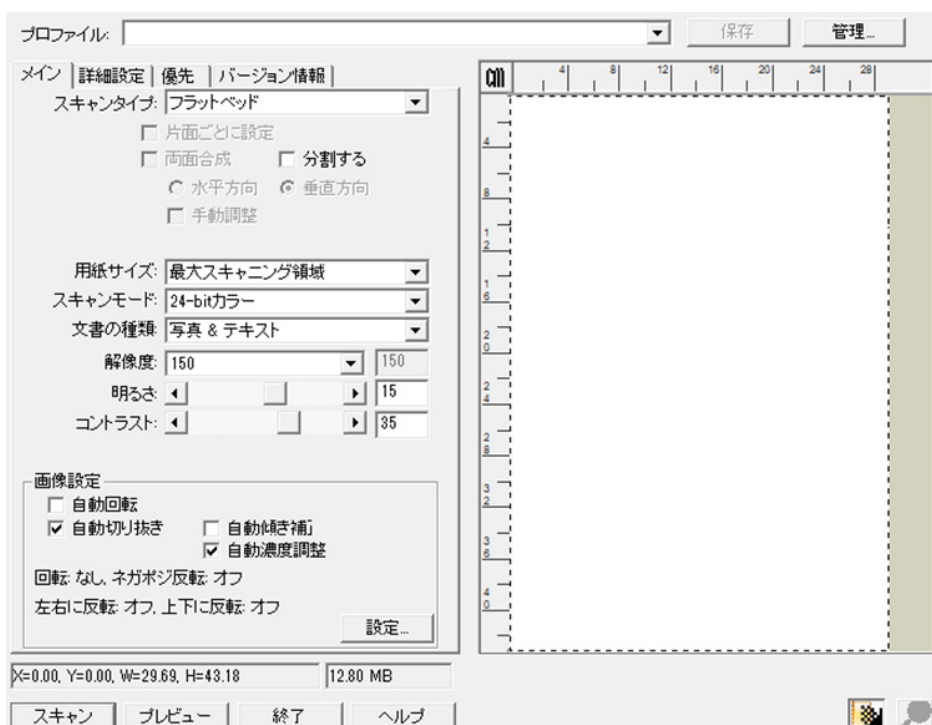 プロファイル:
保存
管理...
メイン 詳細設定 優先 バージョン情報
スキャンタイプ: フラットベッド
片面ごとに設定
両面合成 分割する
水平方向 垂直方向
手動調整
用紙サイズ: 最大スキャニング領域
スキャンモード: 24-bitカラー
文書の種類: 写真 & テキスト
解像度: 150 150
明るさ: 15
コントラスト: 35
画像設定
自動回転
自動切り抜き 自動傾き補
自動濃度調整
回転: なし, ネガポジ反転: オフ
左右に反転: オフ, 上下に反転: オフ
設定...
X=0.00, Y=0.00, W=29.69, H=43.18 12.80 MB
スキャン プレビュー 終了 ヘルプ
cm 4 8 12 16 20 24 28
4
8
12
16
20
24
28
32
36
40